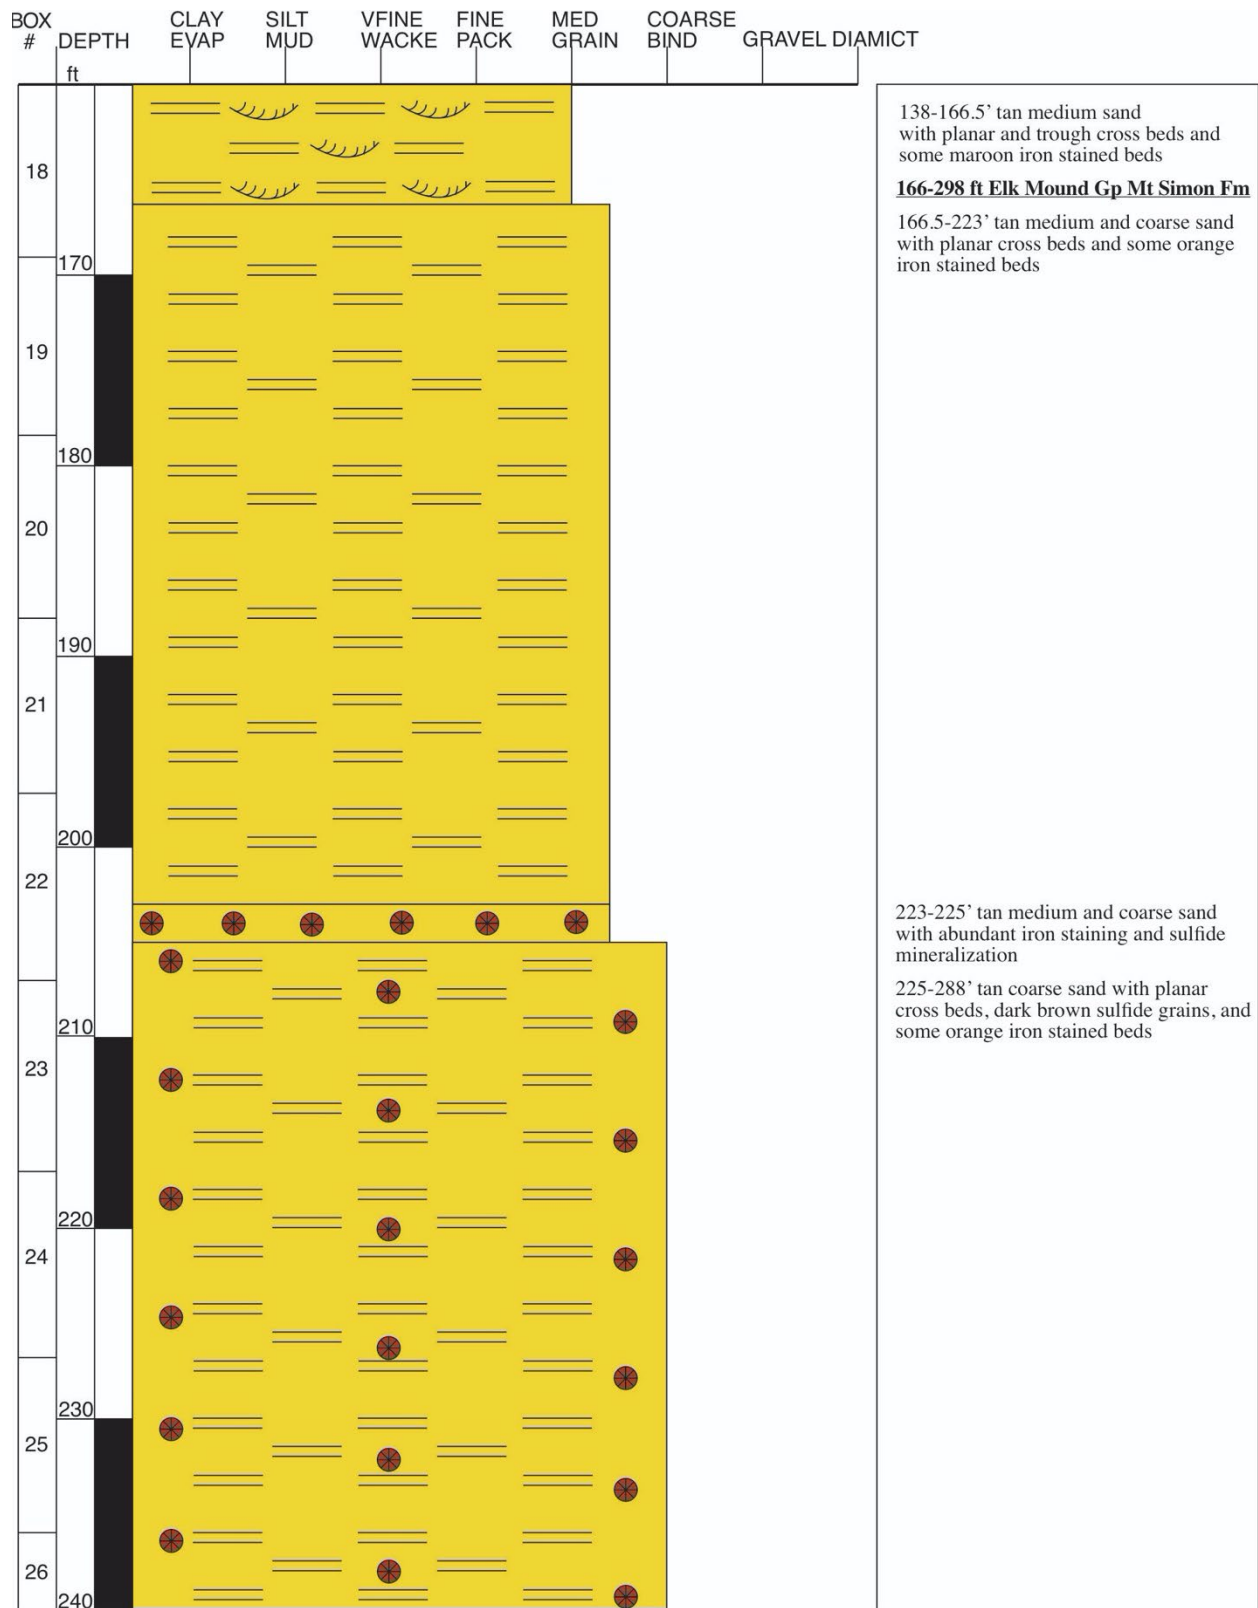 BOX CLAY SILT VFINE FINE MED COARSE
# DEPTH EVAP MUD WACKE PACK GRAIN BIND GRAVEL DIAMICT
ft
138-166.5’ tan medium sand
with planar and trough cross beds and
some maroon iron stained beds
18
166-298 ft Elk Mound Gp Mt Simon Fm
166.5-223’ tan medium and coarse sand
with planar cross beds and some orange
iron stained beds
170
19
180
20
190
21
200
22
223-225’ tan medium and coarse sand
with abundant iron staining and sulfide
mineralization
225-288’ tan coarse sand with planar
cross beds, dark brown sulfide grains, and
some orange iron stained beds
210
23
220
24
230
25
26
240